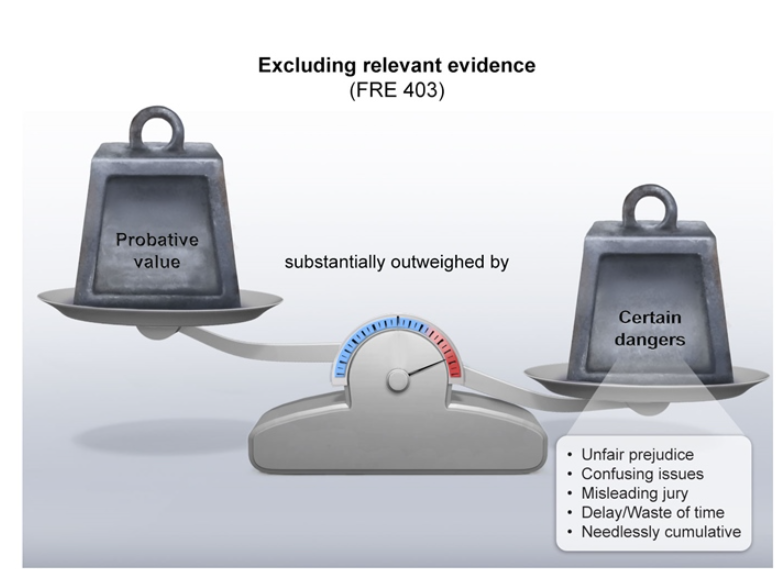 Excluding relevant evidence
(FRE 403)
Probative
value
substantially outweighed by
Certain
dangers
• Unfair prejudice
• Confusing issues
• Misleading jury
• Delay/Waste of time
• Needlessly cumulative